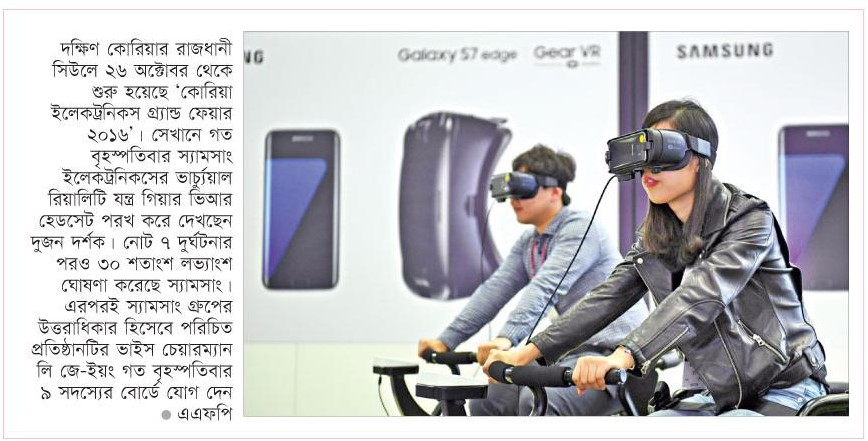 দক্ষিণ কোরিয়ার রাজধানী
সিউলে ২৬ অক্টোবর থেকে
শুরু হয়েছে ‘কোরিয়া
ইলেকট্রনিকস গ্র্যান্ড ফেয়ার
২০১৬’। সেখানে গত
বৃহস্পতিবার স্যামসাং
ইলেকট্রনিকসের ভার্চ্যুয়াল
রিয়ালিটি যন্ত্র গিয়ার ভিআর
হেডসেট পরখ করে দেখছেন
দুজন দর্শক। নোট ৭ দুর্ঘটনার
পরও ৩০ শতাংশ লভ্যাংশ
ঘোষণা করেছে স্যামসাং।
এরপরই স্যামসাং গ্রুপের
উত্তরাধিকার হিসেবে পরিচিত
প্রতিষ্ঠানটির ভাইস চেয়ারম্যান
লি জে-ইয়ং গত বৃহস্পতিবার
৯ সদস্যের বোর্ডে যোগ দেন
● এএফপি
NG
Galaxy S7 edge Gear VR
SAMSUNG